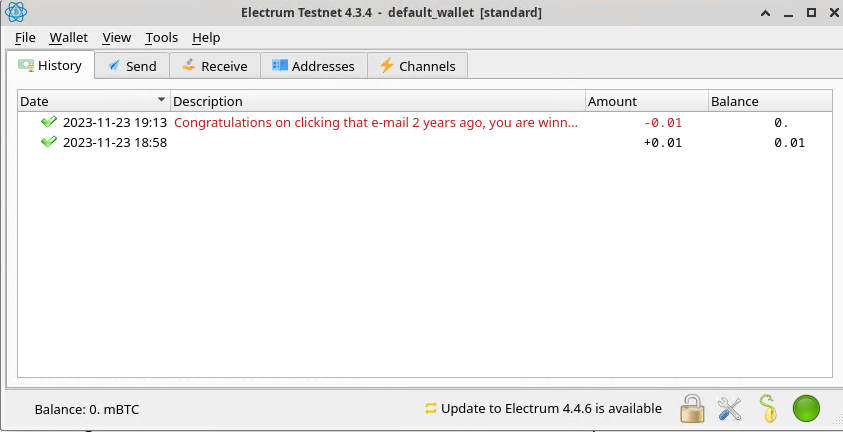 Electrum Testnet 4.3.4 - default_wallet [standard]
File Wallet View Tools Help
History Send Receive Addresses Channels
Date Description Amount Balance
2023-11-23 19:13 Congratulations on clicking that e-mail 2 years ago, you are winn... -0.01 0.
2023-11-23 18:58 +0.01 0.01
Balance: 0. mBTC Update to Electrum 4.4.6 is available